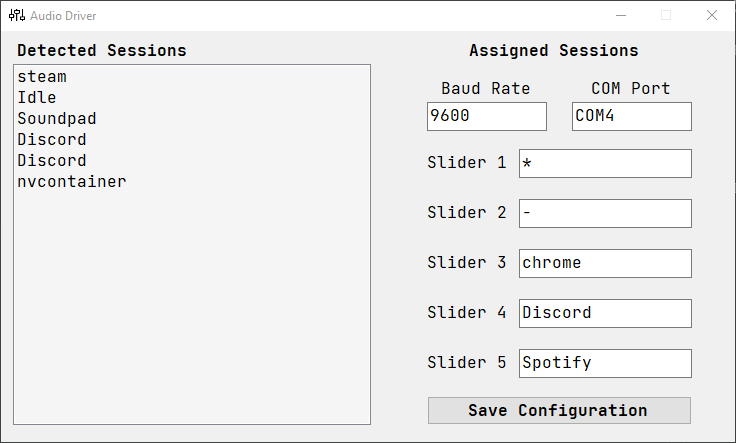 Audio Driver
Detected Sessions
steam
Idle
Soundpad
Discord
Discord
nvcontainer
Assigned Sessions
Baud Rate COM Port
9600 COM4
Slider 1 *
Slider 2 -
Slider 3 chrome
Slider 4 Discord
Slider 5 Spotify
Save Configuration